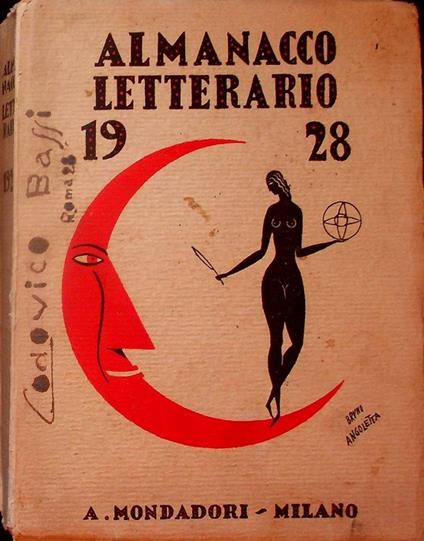 ALMANACCO
LETTERARIO
19 28
Lodovico Bassi
Roma 28
BRUNO
ANGOLETTA
A. MONDADORI - MILANO